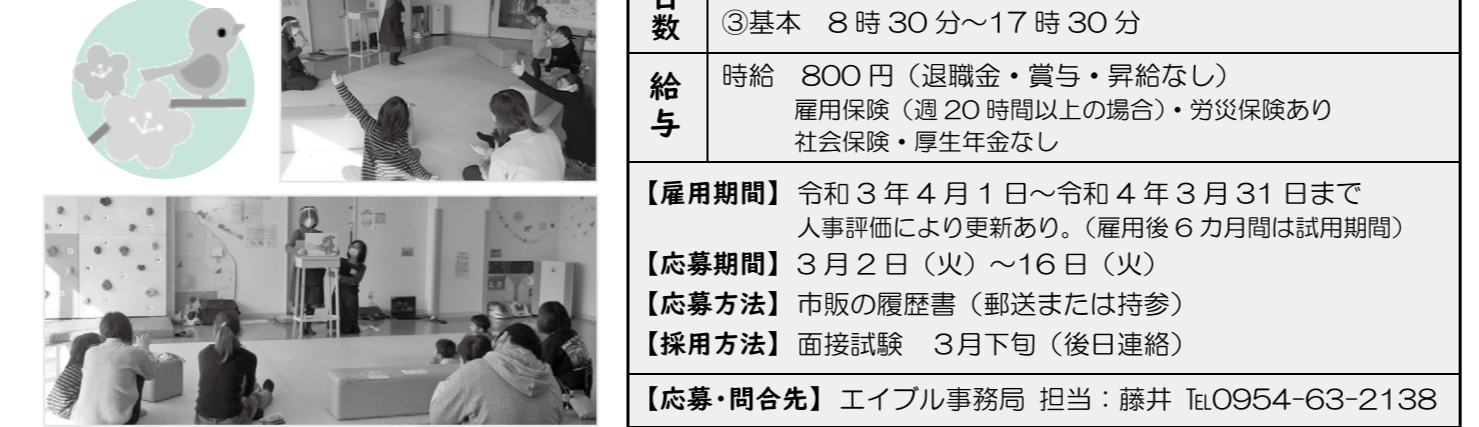 数
③基本 8時30分～17時30分
給与
時給 800円（退職金・賞与・昇給なし）
雇用保険（週20時間以上の場合）・労災保険あり
社会保険・厚生年金なし
【雇用期間】令和3年4月1日～令和4年3月31日まで
人事評価により更新あり。（雇用後6カ月間は試用期間）
【応募期間】3月2日（火）～16日（火）
【応募方法】市販の履歴書（郵送または持参）
【採用方法】面接試験 3月下旬（後日連絡）
【応募・問合先】エイブル事務局 担当：藤井 ℡0954-63-2138